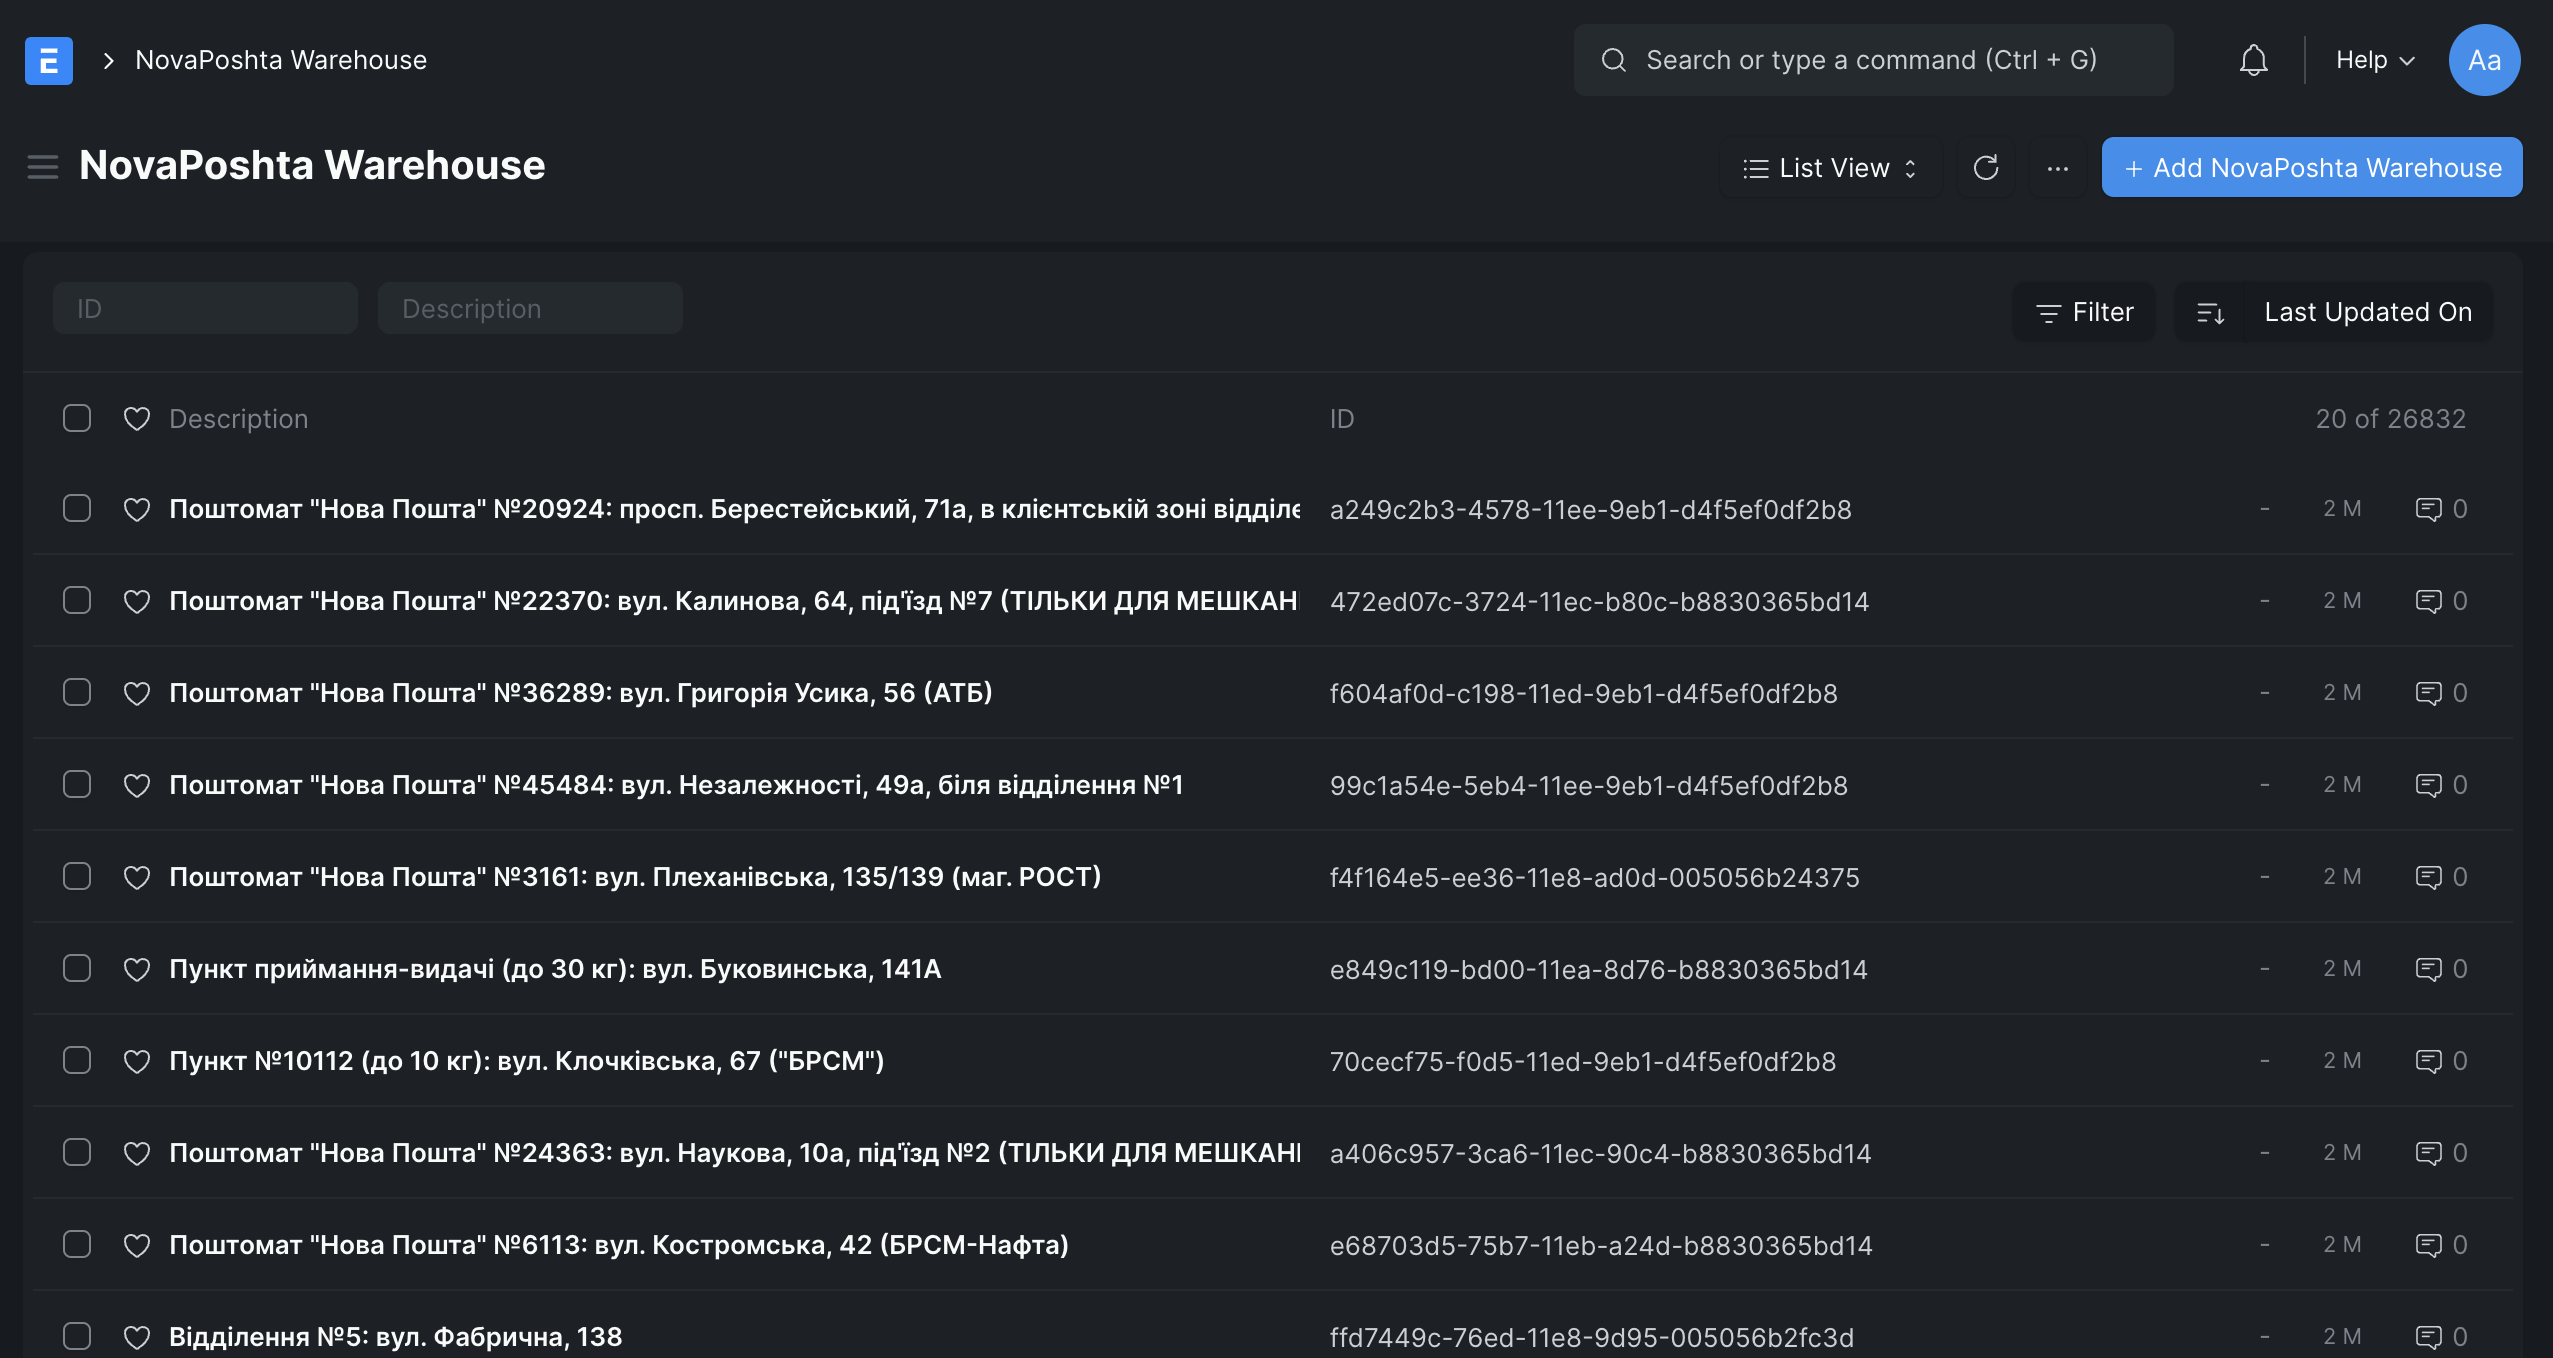 E
NovaPoshta Warehouse
Search or type a command (Ctrl + G)
Help
Aa
NovaPoshta Warehouse
List View
+ Add NovaPoshta Warehouse
ID
Description
Filter
Last Updated On
Description ID 20 of 26832
Поштомат "Нова Пошта" №20924: просп. Берестейський, 71а, в клієнтській зоні відділе a249c2b3-4578-11ee-9eb1-d4f5ef0df2b8 - 2 M 0
Поштомат "Нова Пошта" №22370: вул. Калинова, 64, під'їзд №7 (ТІЛЬКИ ДЛЯ МЕШКАН 472ed07c-3724-11ec-b80c-b8830365bd14 - 2 M 0
Поштомат "Нова Пошта" №36289: вул. Григорія Усика, 56 (АТБ) f604af0d-c198-11ed-9eb1-d4f5ef0df2b8 - 2 M 0
Поштомат "Нова Пошта" №45484: вул. Незалежності, 49а, біля відділення №1 99c1a54e-5eb4-11ee-9eb1-d4f5ef0df2b8 - 2 M 0
Поштомат "Нова Пошта" №3161: вул. Плеханівська, 135/139 (маг. РОСТ) f4f164e5-ee36-11e8-ad0d-005056b24375 - 2 M 0
Пункт приймання-видачі (до 30 кг): вул. Буковинська, 141А e849c119-bd00-11ea-8d76-b8830365bd14 - 2 M 0
Пункт №10112 (до 10 кг): вул. Клочківська, 67 ("БРСМ") 70cecf75-f0d5-11ed-9eb1-d4f5ef0df2b8 - 2 M 0
Поштомат "Нова Пошта" №24363: вул. Наукова, 10а, під'їзд №2 (ТІЛЬКИ ДЛЯ МЕШКАН a406c957-3ca6-11ec-90c4-b8830365bd14 - 2 M 0
Поштомат "Нова Пошта" №6113: вул. Костромська, 42 (БРСМ-Нафта) e68703d5-75b7-11eb-a24d-b8830365bd14 - 2 M 0
Відділення №5: вул. Фабрична, 138 ffd7449c-76ed-11e8-9d95-005056b2fc3d - 2 M 0